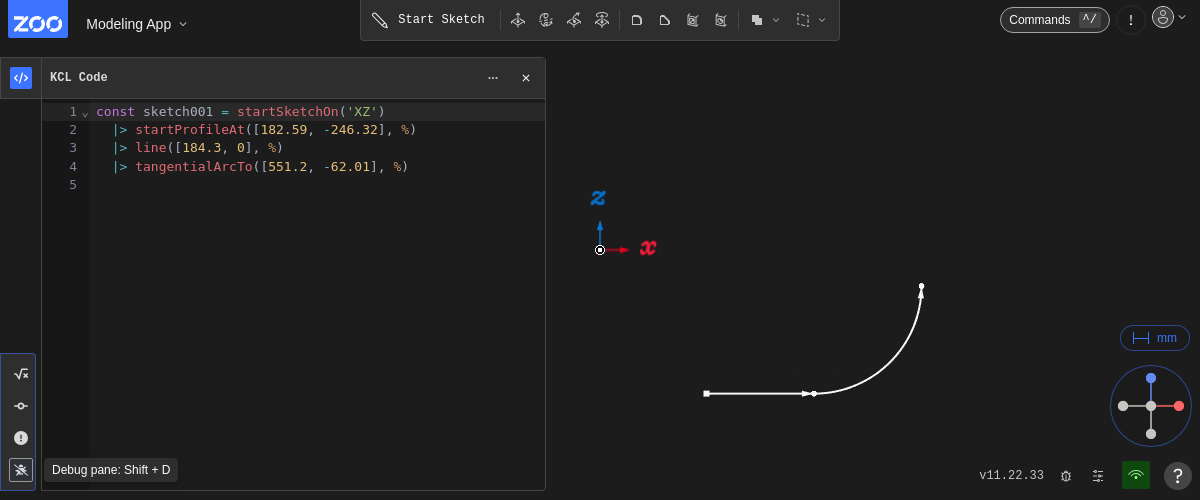 ZOO Modeling App Start Sketch Commands ^/ !
KCL Code ... ×
1 const sketch001 = startSketchOn('XZ')
2 |> startProfileAt([182.59, -246.32], %)
3 |> line([184.3, 0], %)
4 |> tangentialArcTo([551.2, -62.01], %)
5
z
x
mm
Debug pane: Shift + D
v11.22.33 ?